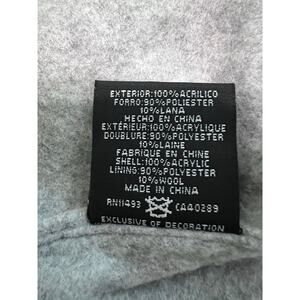 EXTERIOR:100%ACRILICO
FORRO:90%POLIESTER
10%LANA
HECHO EN CHINA
EXTÉRIEUR:100%ACRYLIQUE
DOUBLURE:90%POLYESTER
10%LAINE
FABRIQUE EN CHINE
SHELL:100%ACRYLIC
LINING:90%POLYESTER
10%WOOL
MADE IN CHINA
RN11493 CA40289
EXCLUSIVE OF DECORATION